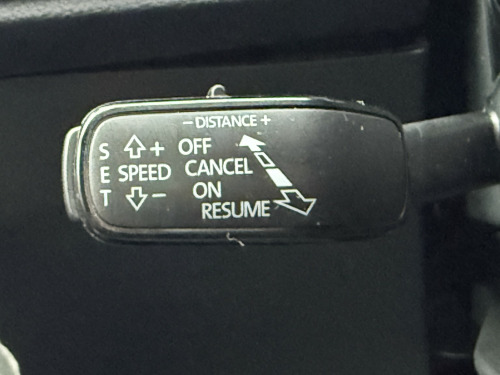 − DISTANCE +
S + OFF
E SPEED CANCEL
T − ON
RESUME